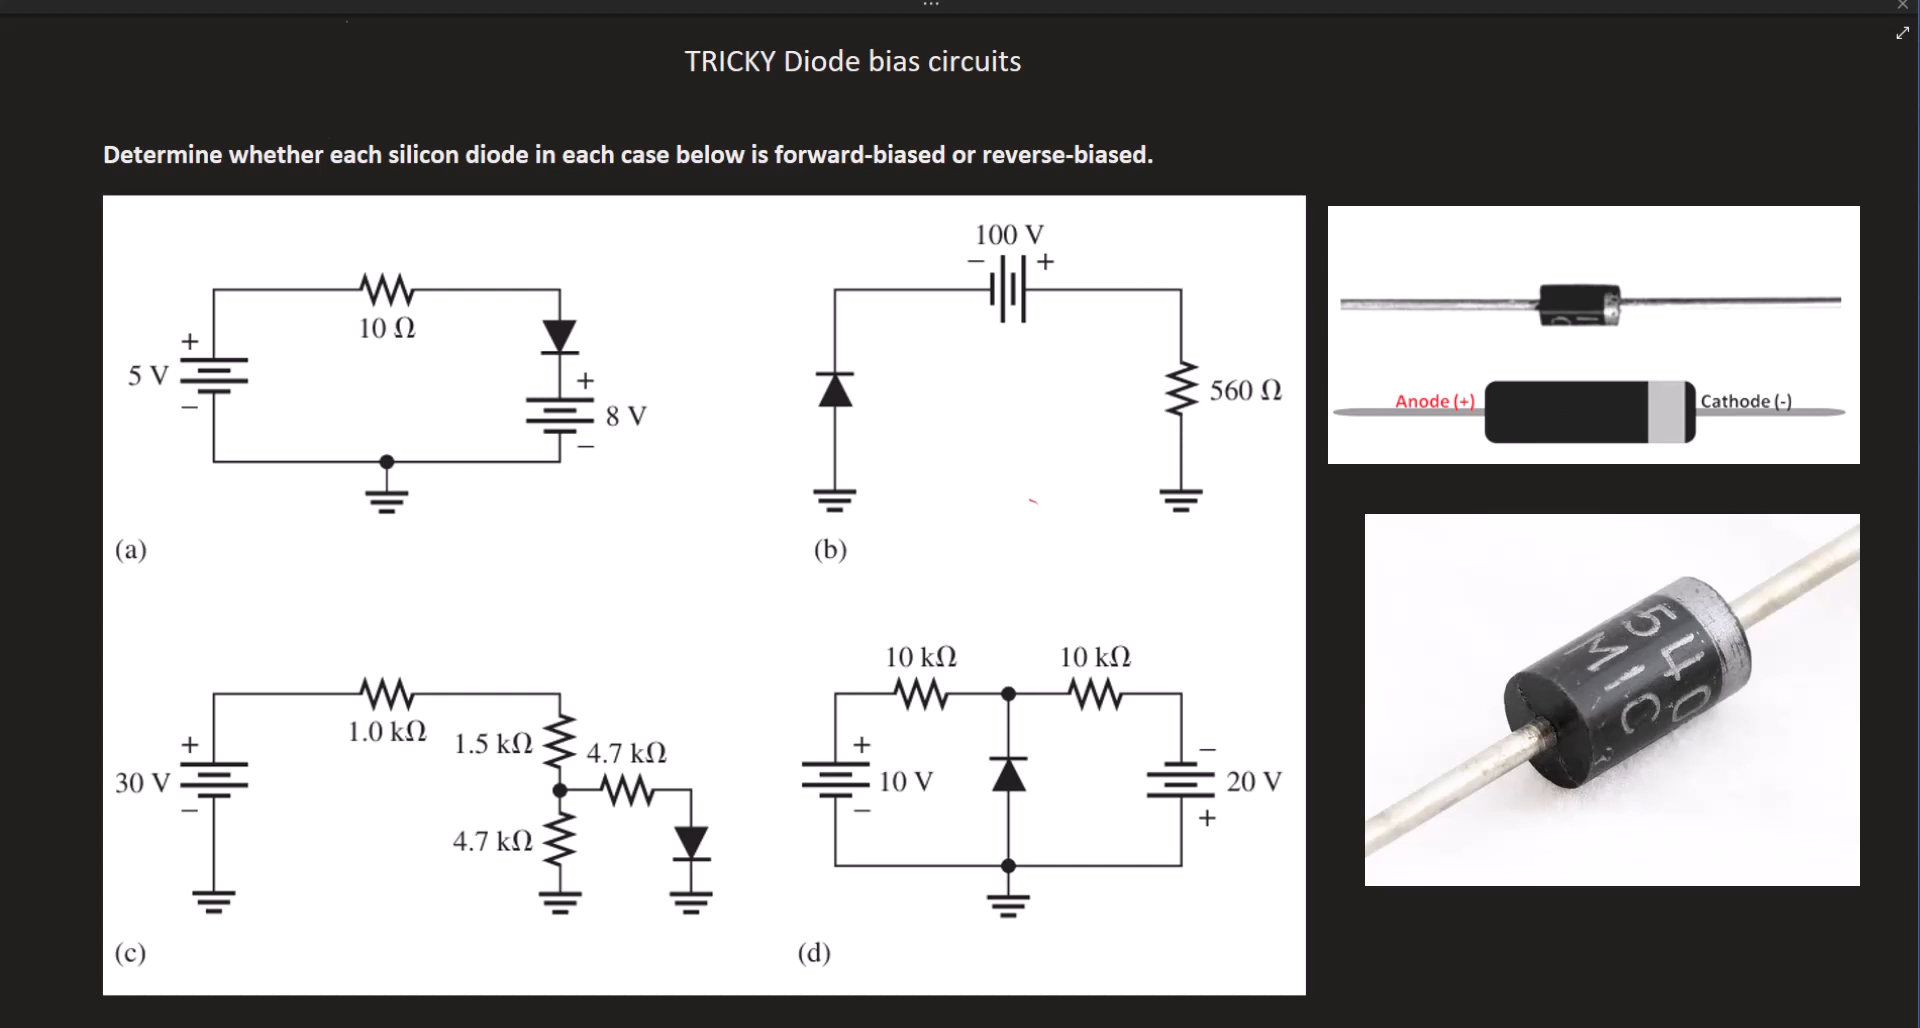 TRICKY Diode bias circuits
Determine whether each silicon diode in each case below is forward-biased or reverse-biased.
10 Ω
+
5 V
−
+
8 V
−
(a)
100 V
− +
560 Ω
(b)
1.0 kΩ
1.5 kΩ
4.7 kΩ
+
30 V
−
4.7 kΩ
(c)
10 kΩ 10 kΩ
+
10 V
−
−
20 V
+
(d)
Anode (+)
Cathode (-)
540
MIC